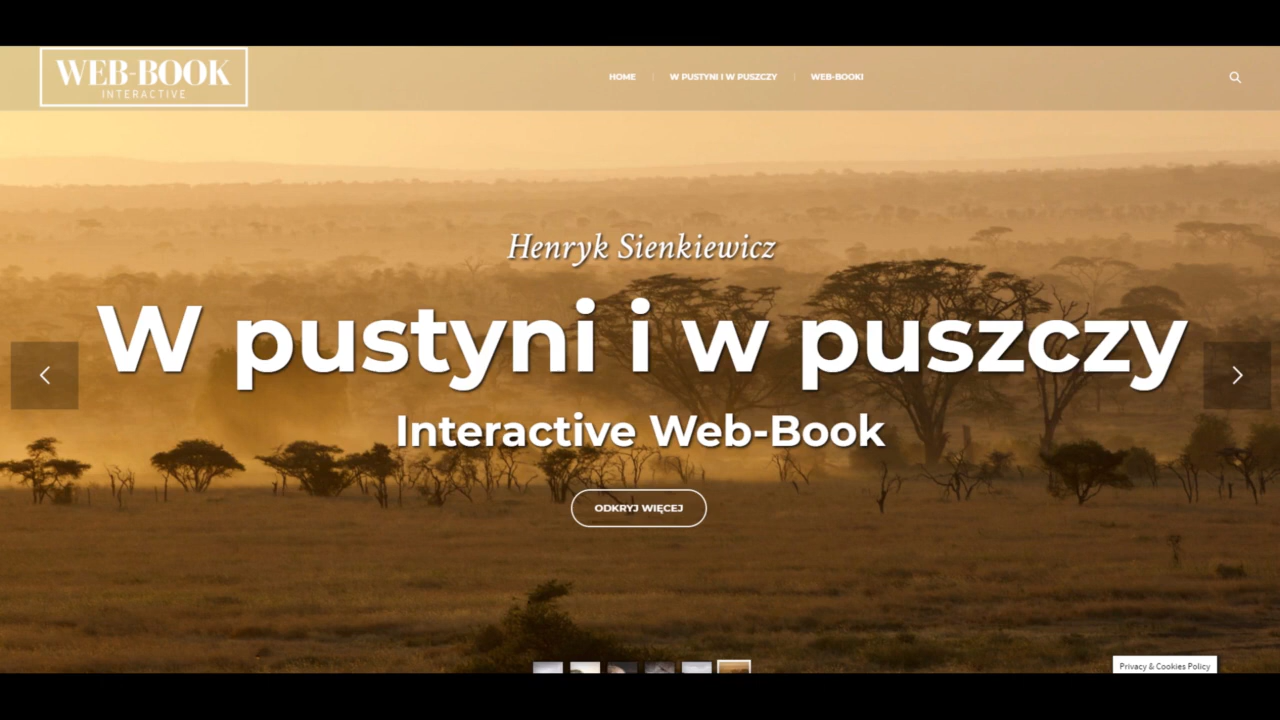 WEB-BOOK
INTERACTIVE
HOME
W PUSTYNI I W PUSZCZY
WEB-BOOKI
Henryk Sienkiewicz
W pustyni i w puszczy
Interactive Web-Book
ODKRYJ WIĘCEJ
Privacy & Cookies Policy